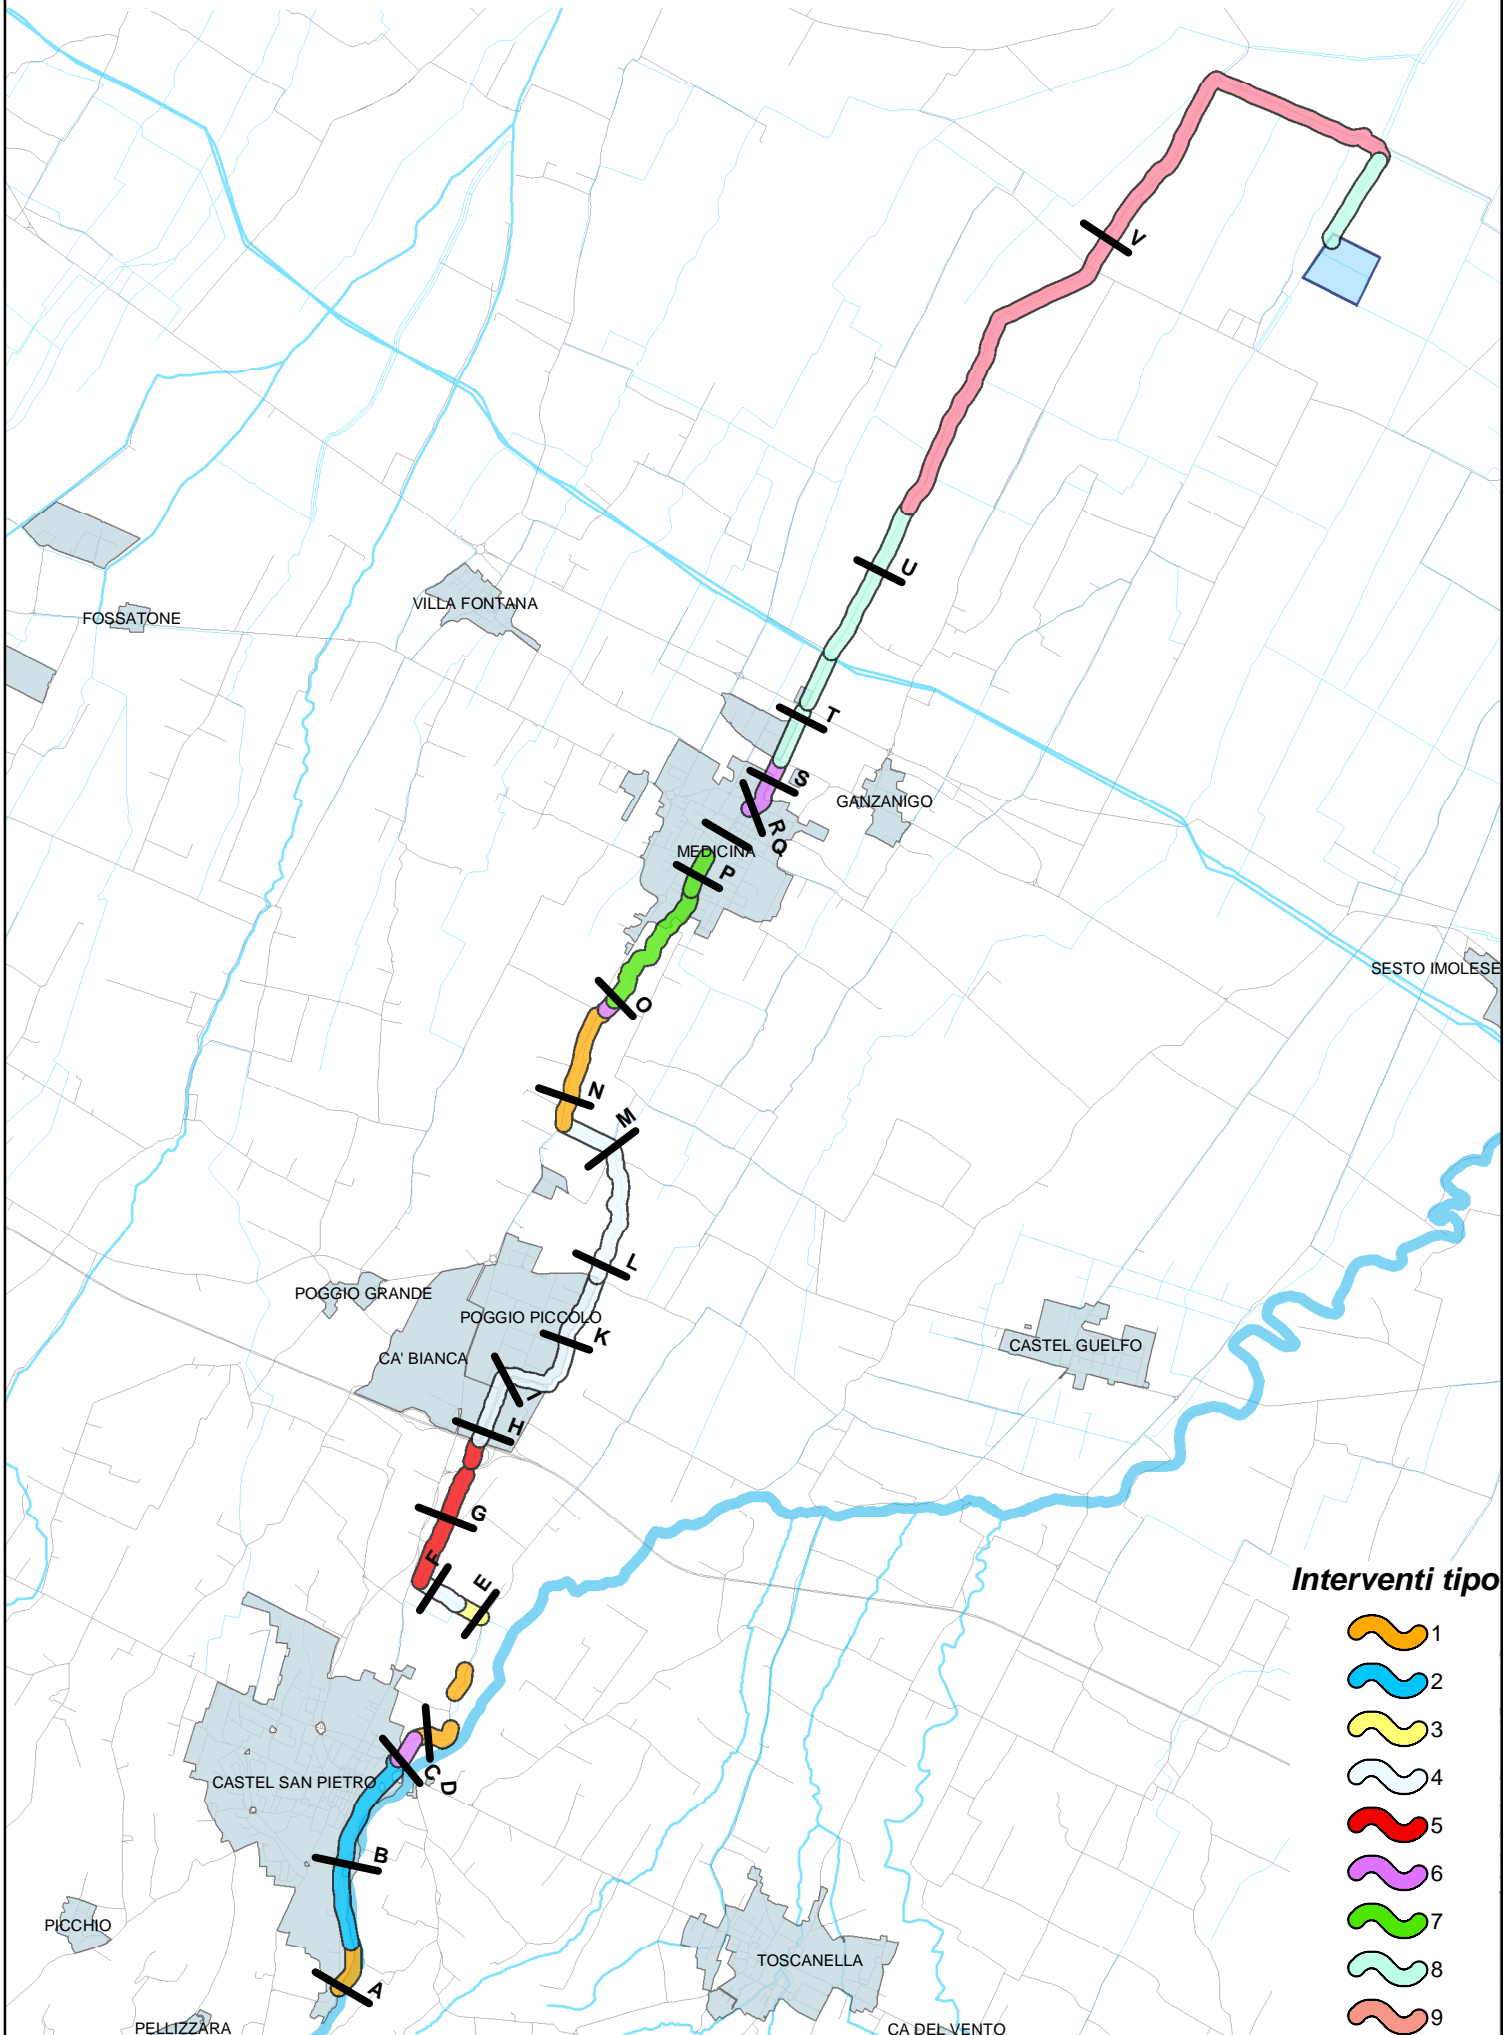 V
U
FOSSATONE
VILLA FONTANA
T
S
GANZANIGO
R
Q
MEDICINA
P
SESTO IMOLESE
O
N
M
L
POGGIO GRANDE
POGGIO PICCOLO
K
CASTEL GUELFO
CA' BIANCA
I
H
G
F
E
Interventi tipo
1
2
3
4
5
6
7
8
9
C
D
CASTEL SAN PIETRO
B
PICCHIO
TOSCANELLA
A
PELLIZZARA
CA DEL VENTO